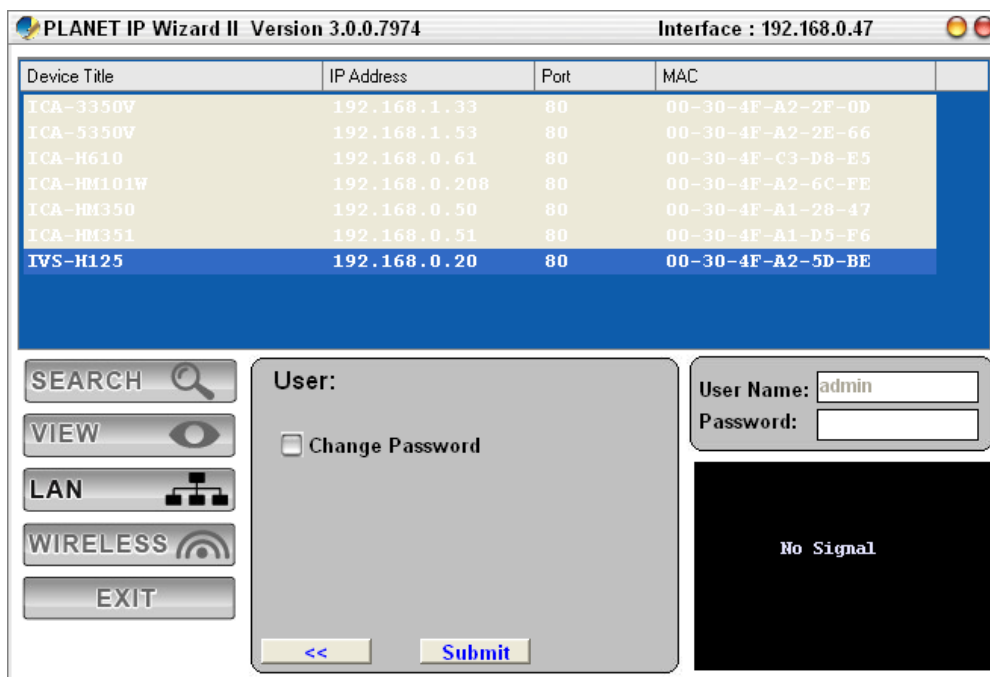 PLANET IP Wizard II Version 3.0.0.7974 Interface : 192.168.0.47
Device Title IP Address Port MAC
ICA-3350V 192.168.1.33 80 00-30-4F-A2-2F-0D
ICA-5350V 192.168.1.53 80 00-30-4F-A2-2E-66
ICA-H610 192.168.0.61 80 00-30-4F-C3-D8-E5
ICA-HM101W 192.168.0.208 80 00-30-4F-A2-6C-FE
ICA-HM350 192.168.0.50 80 00-30-4F-A1-28-47
ICA-HM351 192.168.0.51 80 00-30-4F-A1-D5-F6
IVS-H125 192.168.0.20 80 00-30-4F-A2-5D-BE
SEARCH
VIEW
LAN
WIRELESS
EXIT
User:
Change Password
<< Submit
User Name: admin
Password:
No Signal